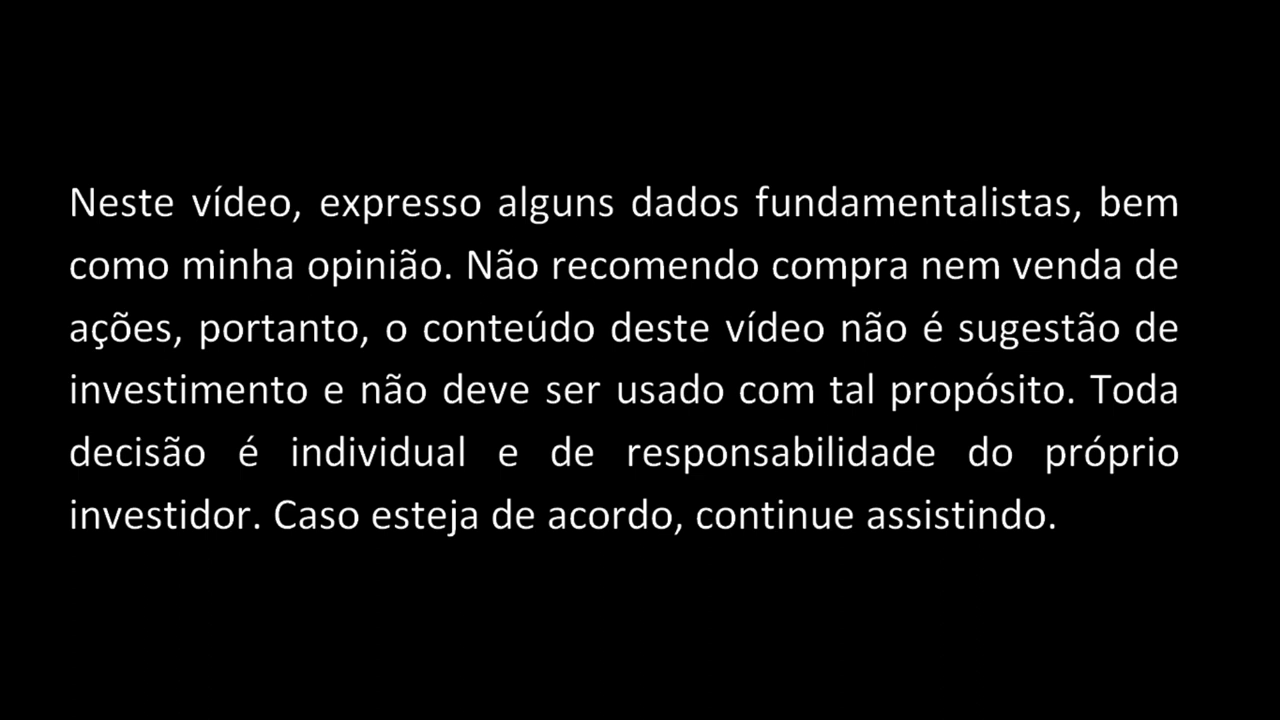 Neste vídeo, expresso alguns dados fundamentalistas, bem
como minha opinião. Não recomendo compra nem venda de
ações, portanto, o conteúdo deste vídeo não é sugestão de
investimento e não deve ser usado com tal propósito. Toda
decisão é individual e de responsabilidade do próprio
investidor. Caso esteja de acordo, continue assistindo.